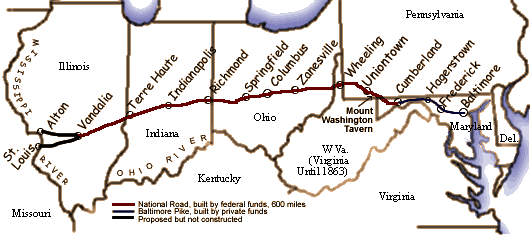 Pennsylvania
MISSISSIPPI
Illinois
Alton
Vandalia
Terre Haute
Indianapolis
Richmond
Springfield
Columbus
Zanesville
Wheeling
Uniontown
Cumberland
Hagerstown
Frederick
Baltimore
St.
Louis
RIVER
Indiana
OHIO RIVER
Ohio
Mount
Washington
Tavern
Maryland
Del.
W Va.
(Virginia
Until 1863)
Kentucky
Virginia
Missouri
National Road, built by federal funds, 600 miles
Baltimore Pike, built by private funds
Proposed but not constructed